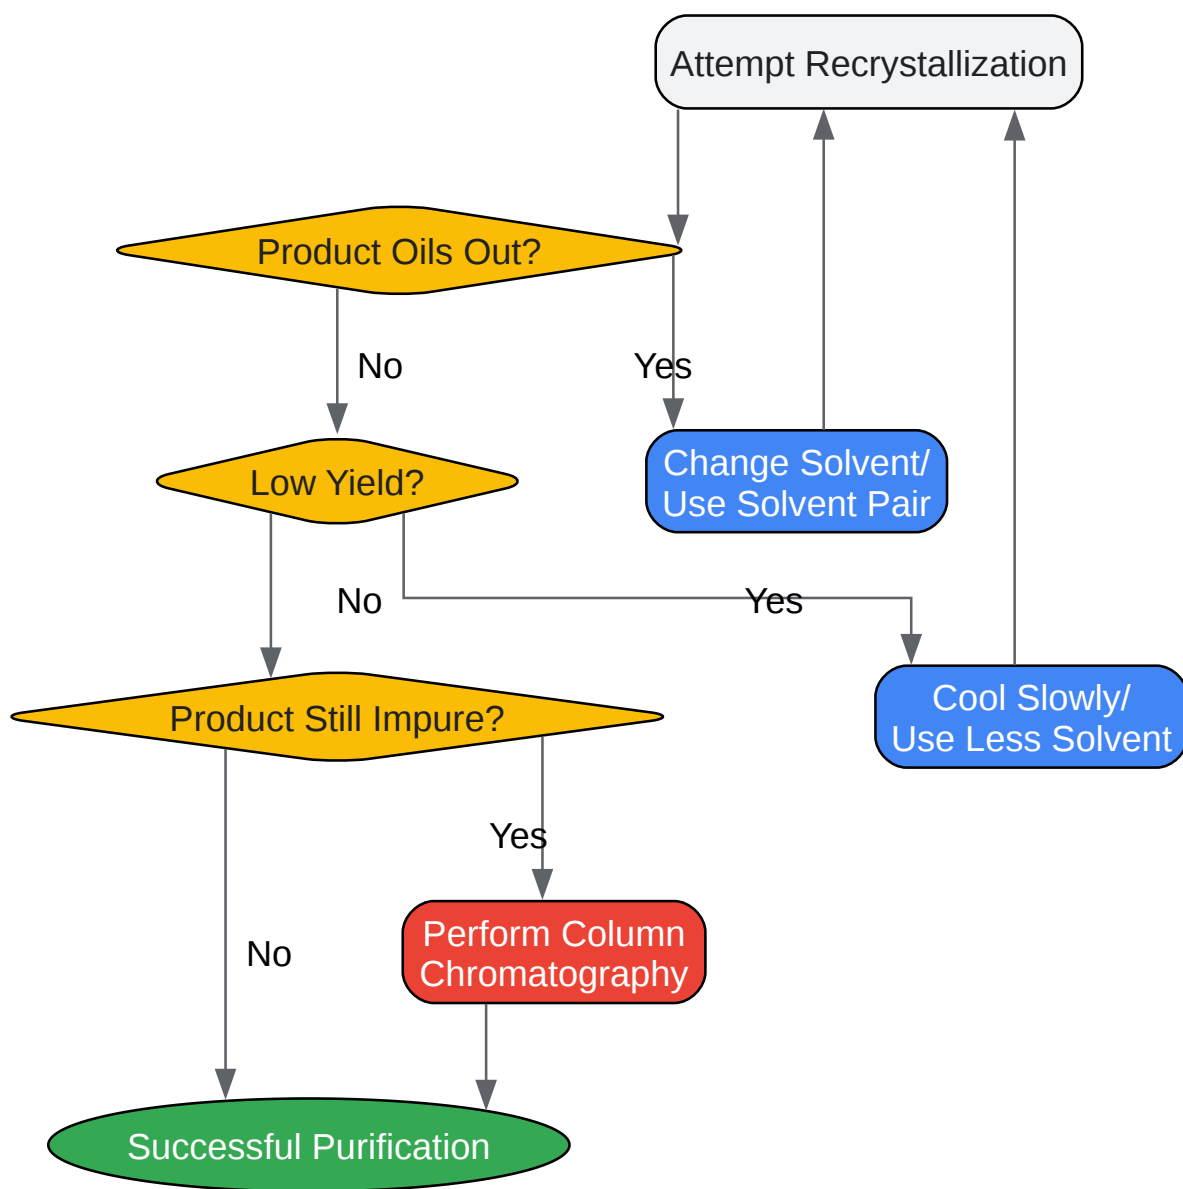 Attempt Recrystallization
Product Oils Out?
No
Yes
Change Solvent/
Use Solvent Pair
Low Yield?
No
Yes
Cool Slowly/
Use Less Solvent
Product Still Impure?
Yes
Perform Column
Chromatography
No
Successful Purification